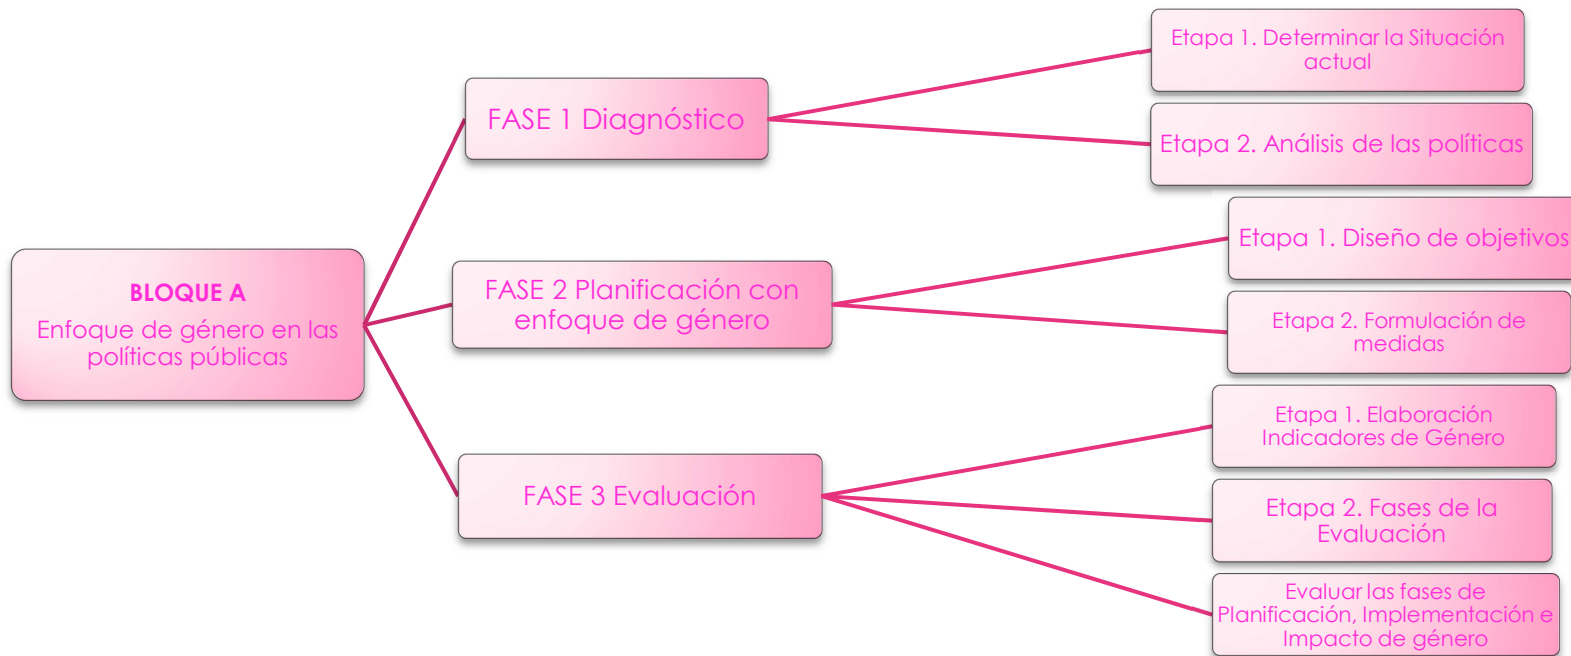 BLOQUE A
Enfoque de género en las
políticas públicas
FASE 1 Diagnóstico
Etapa 1. Determinar la Situación
actual
Etapa 2. Análisis de las políticas
FASE 2 Planificación con
enfoque de género
Etapa 1. Diseño de objetivos
Etapa 2. Formulación de
medidas
FASE 3 Evaluación
Etapa 1. Elaboración
Indicadores de Género
Etapa 2. Fases de la
Evaluación
Evaluar las fases de
Planificación, Implementación e
Impacto de género